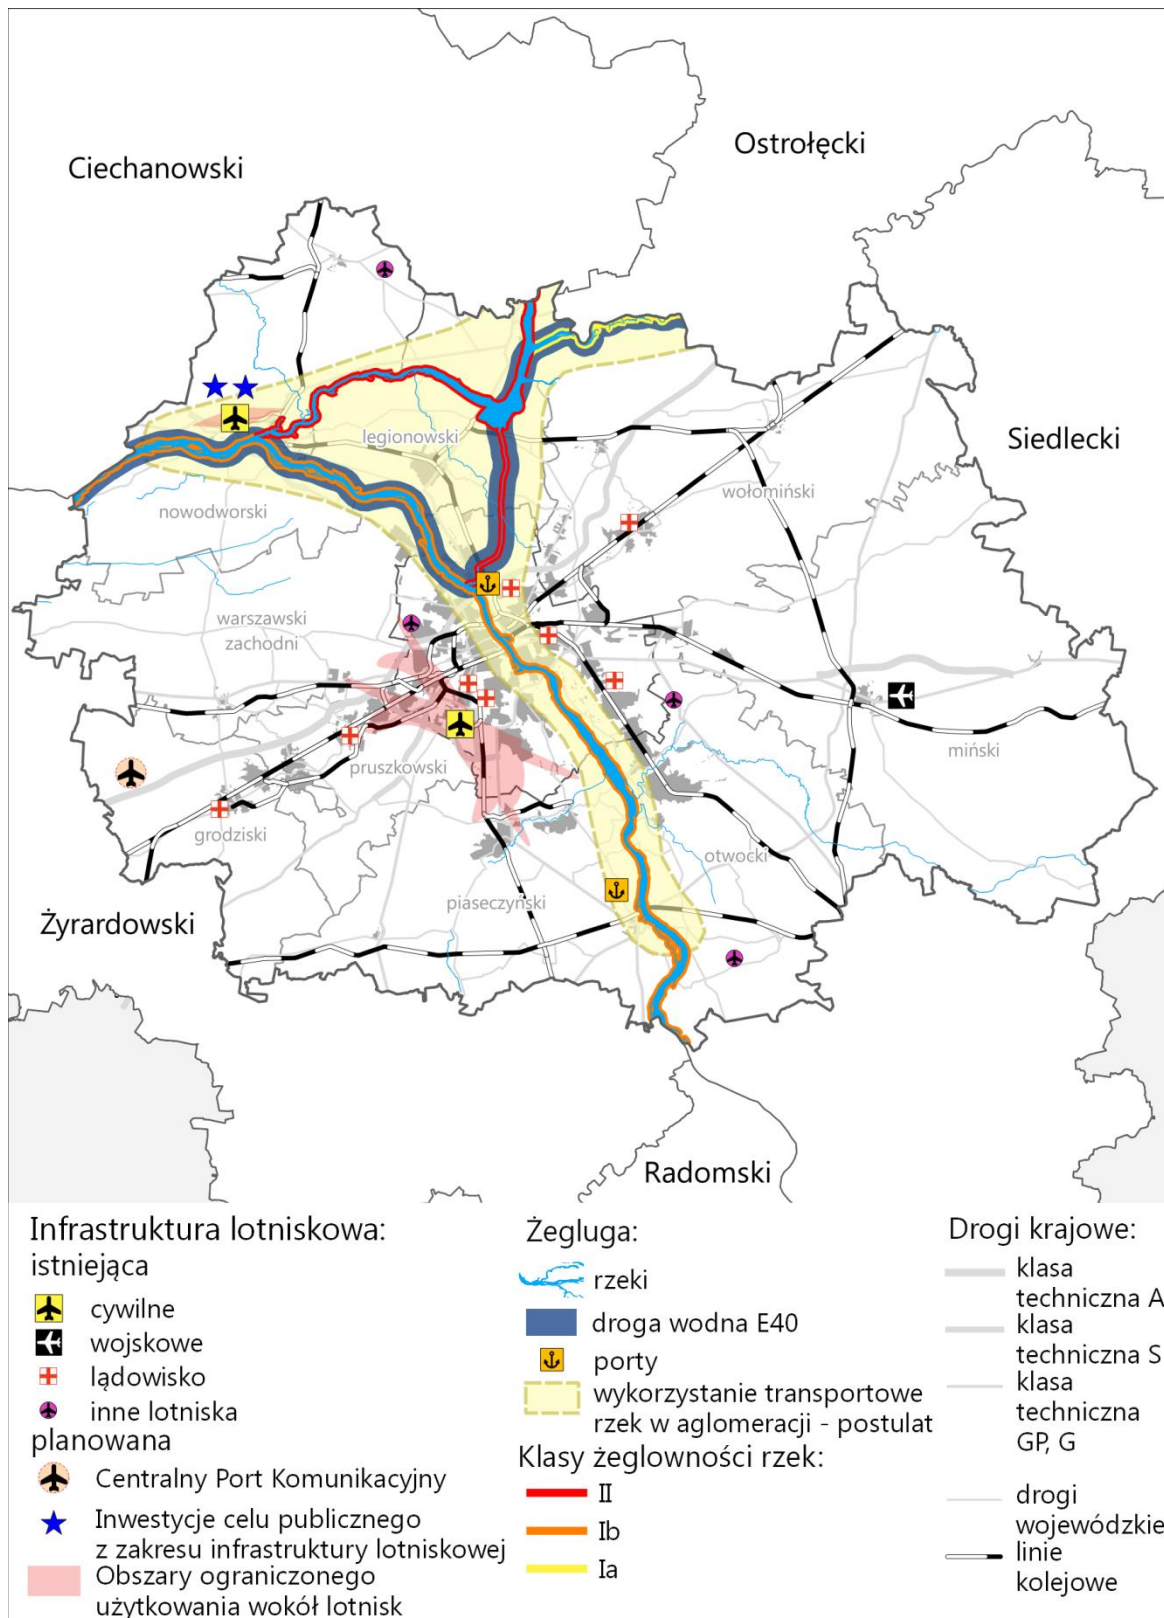 Ciechanowski
Ostrołęcki
Siedlecki
legionowski
wołomiński
nowodworski
warszawski
zachodni
miński
pruszkowski
grodziski
otwocki
piaseczyński
Żyrardowski
Radomski
Infrastruktura lotniskowa:
istniejąca
cywilne
wojskowe
lądowisko
inne lotniska
planowana
Centralny Port Komunikacyjny
Inwestycje celu publicznego
z zakresu infrastruktury lotniskowej
Obszary ograniczonego
użytkowania wokół lotnisk
Żegluga:
rzeki
droga wodna E40
porty
wykorzystanie transportowe
rzek w aglomeracji - postulat
Klasy żeglowności rzek:
II
Ib
Ia
Drogi krajowe:
klasa
techniczna A
klasa
techniczna S
klasa
techniczna
GP, G
drogi
wojewódzkie
linie
kolejowe